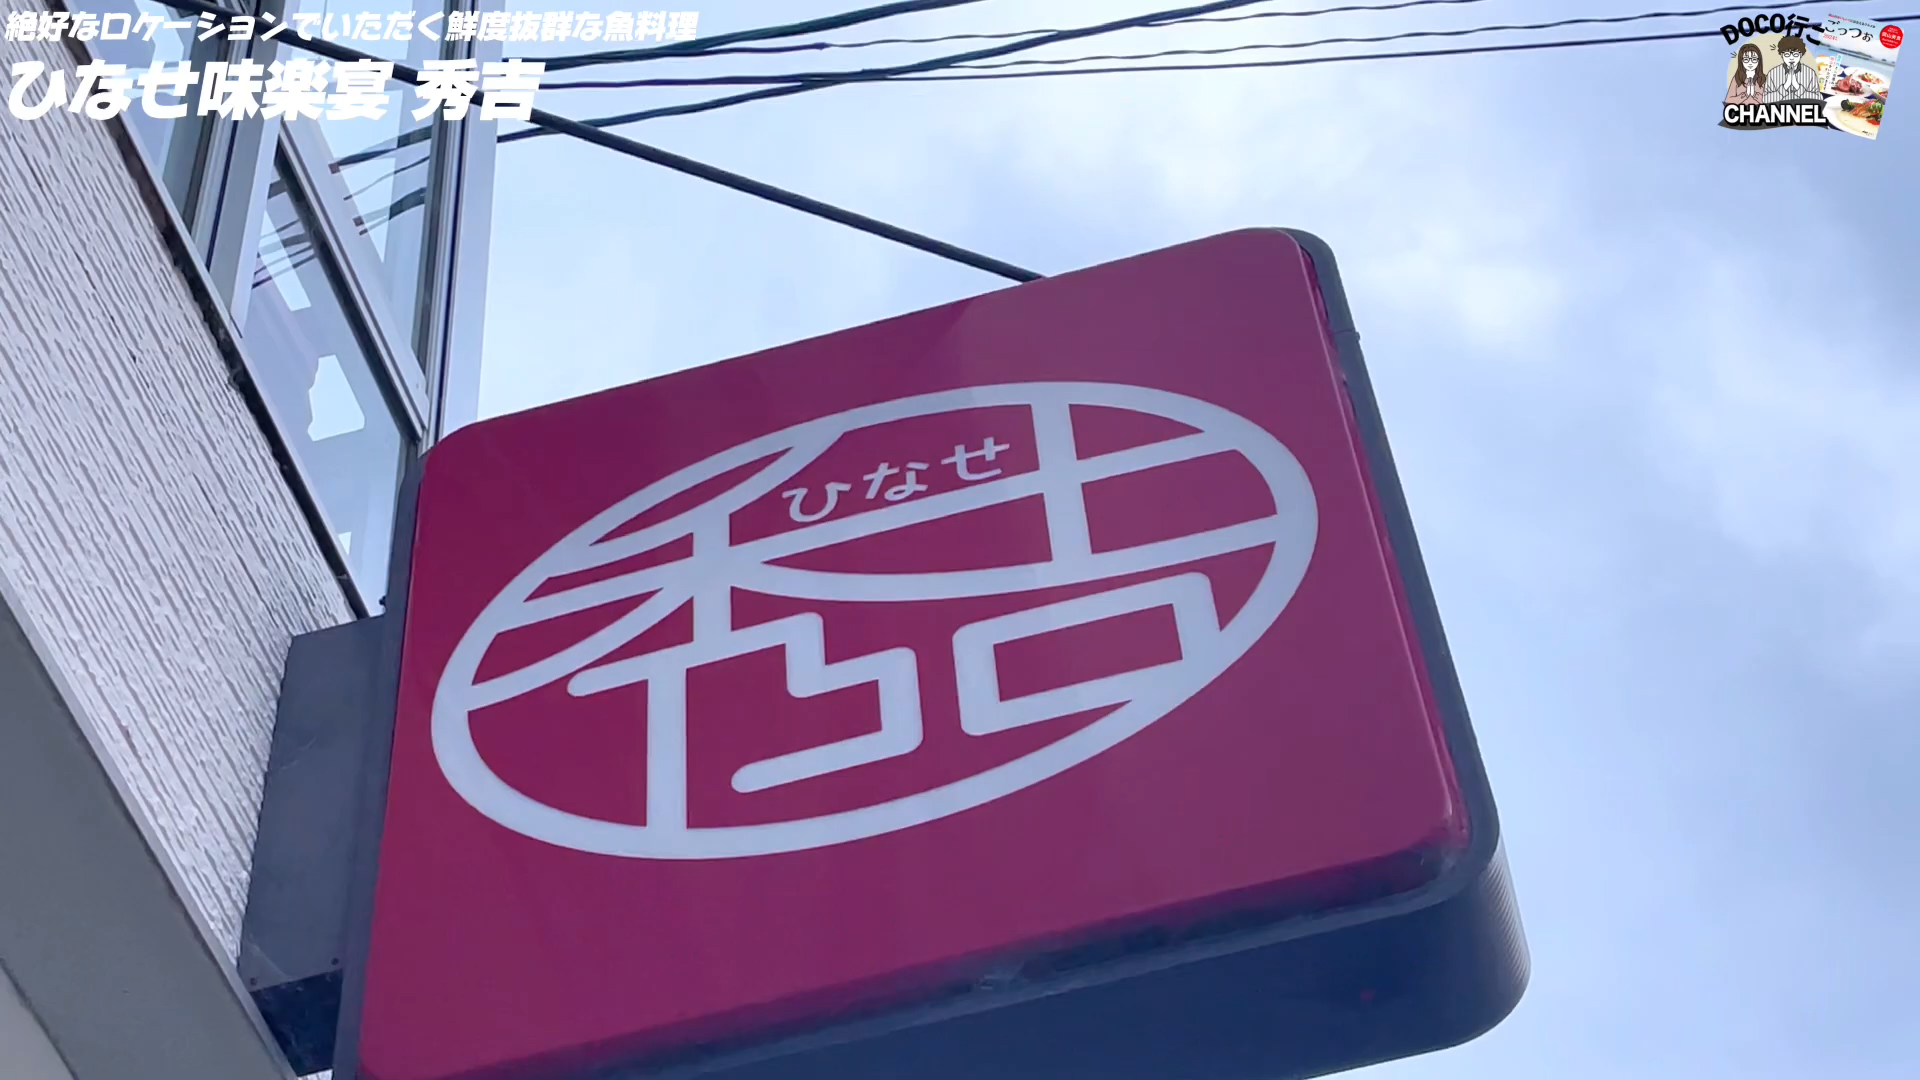 絶好なロケーションでいただく鮮度抜群な魚料理
ひなせ味楽宴 秀吉
DOCO行こ
CHANNEL
ごっつぉ
ひなせ
秀吉